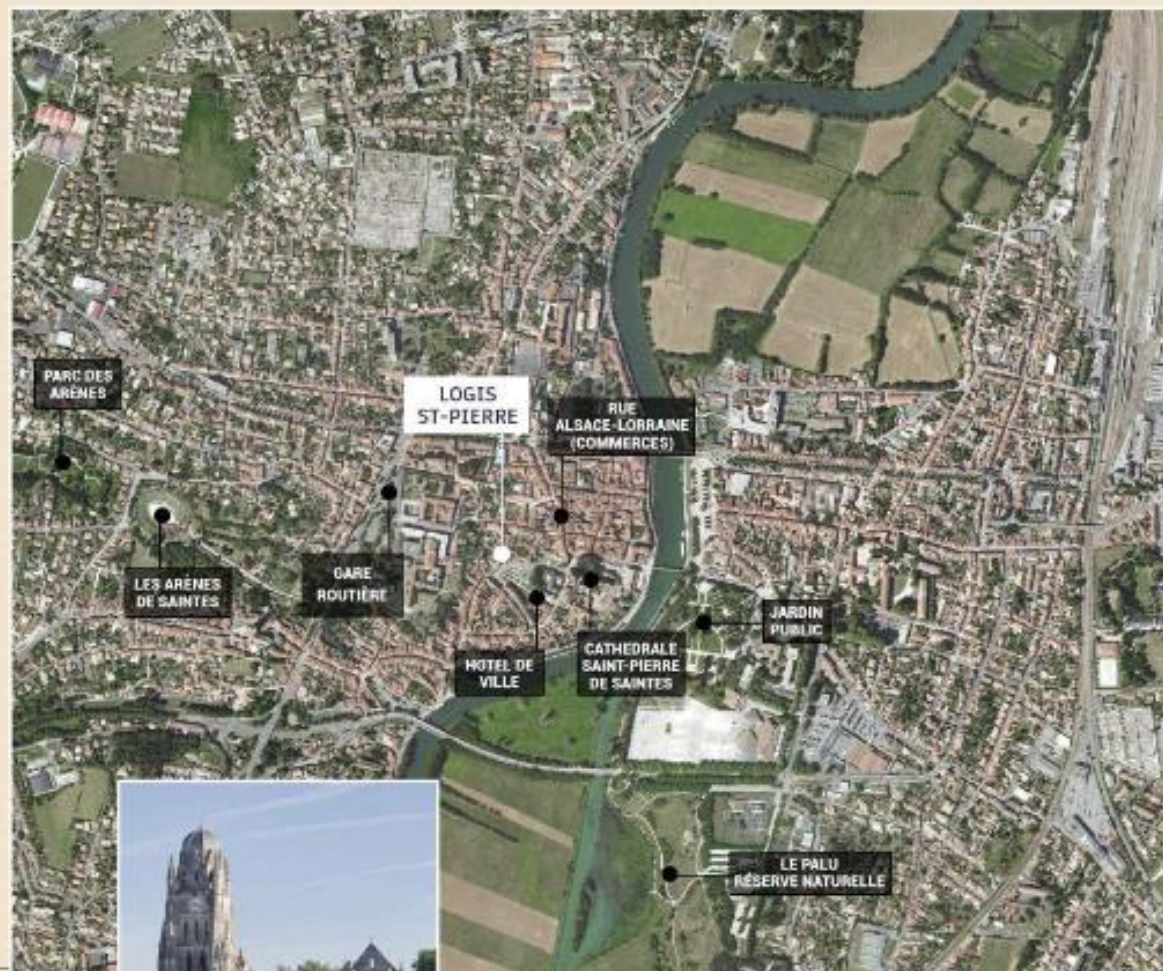 PARC DES
ARÈNES
LOGIS
ST-PIERRE
RUE
ALSACE-LORRAINE
(COMMERCES)
LES ARÈNES
DE SAINTES
GARE
ROUTIÈRE
HOTEL DE
VILLE
CATHEDRALE
SAINT-PIERRE
DE SAINTES
JARDIN
PUBLIC
LE PALU
RÉSERVE NATURELLE